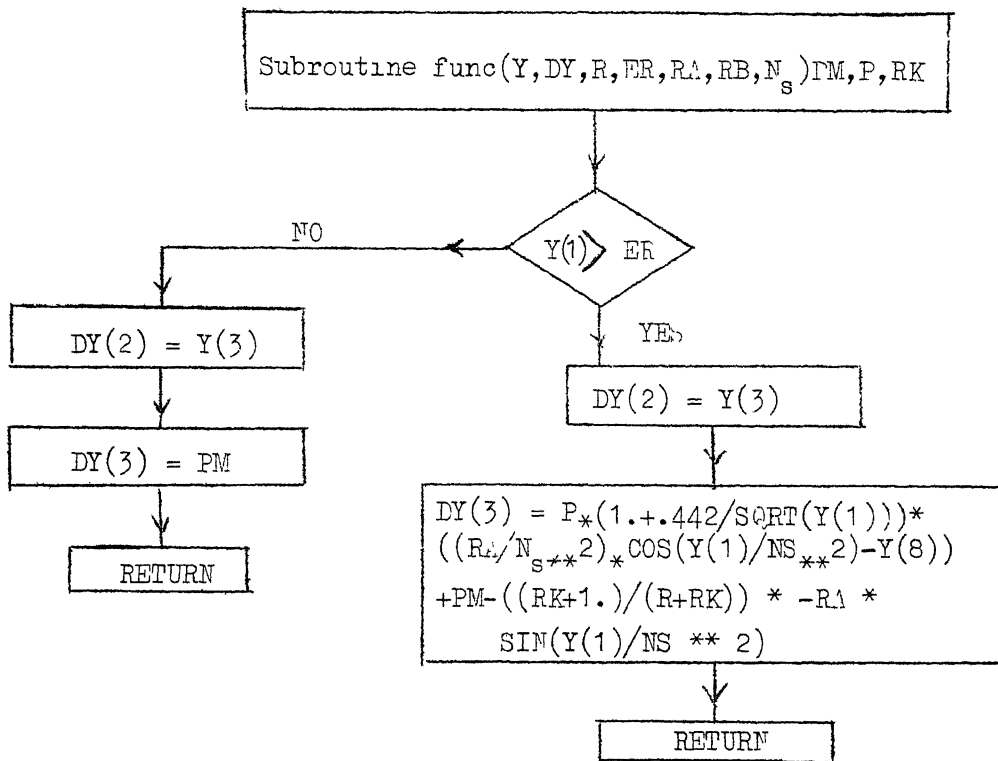 Subroutine func(Y,DY,R,ER,RA,RB,N_s)PM,P,RK
Y(1)> ER
NO
YES
DY(2) = Y(3)
DY(3) = PM
RETURN
DY(2) = Y(3)
DY(3) = P*(1.+.442/SQRT(Y(1)))*
((RA/N_s**2)*COS(Y(1)/NS**2)-Y(8))
+PM-((RK+1.)/(R+RK)) * -RA *
SIN(Y(1)/NS ** 2)
RETURN